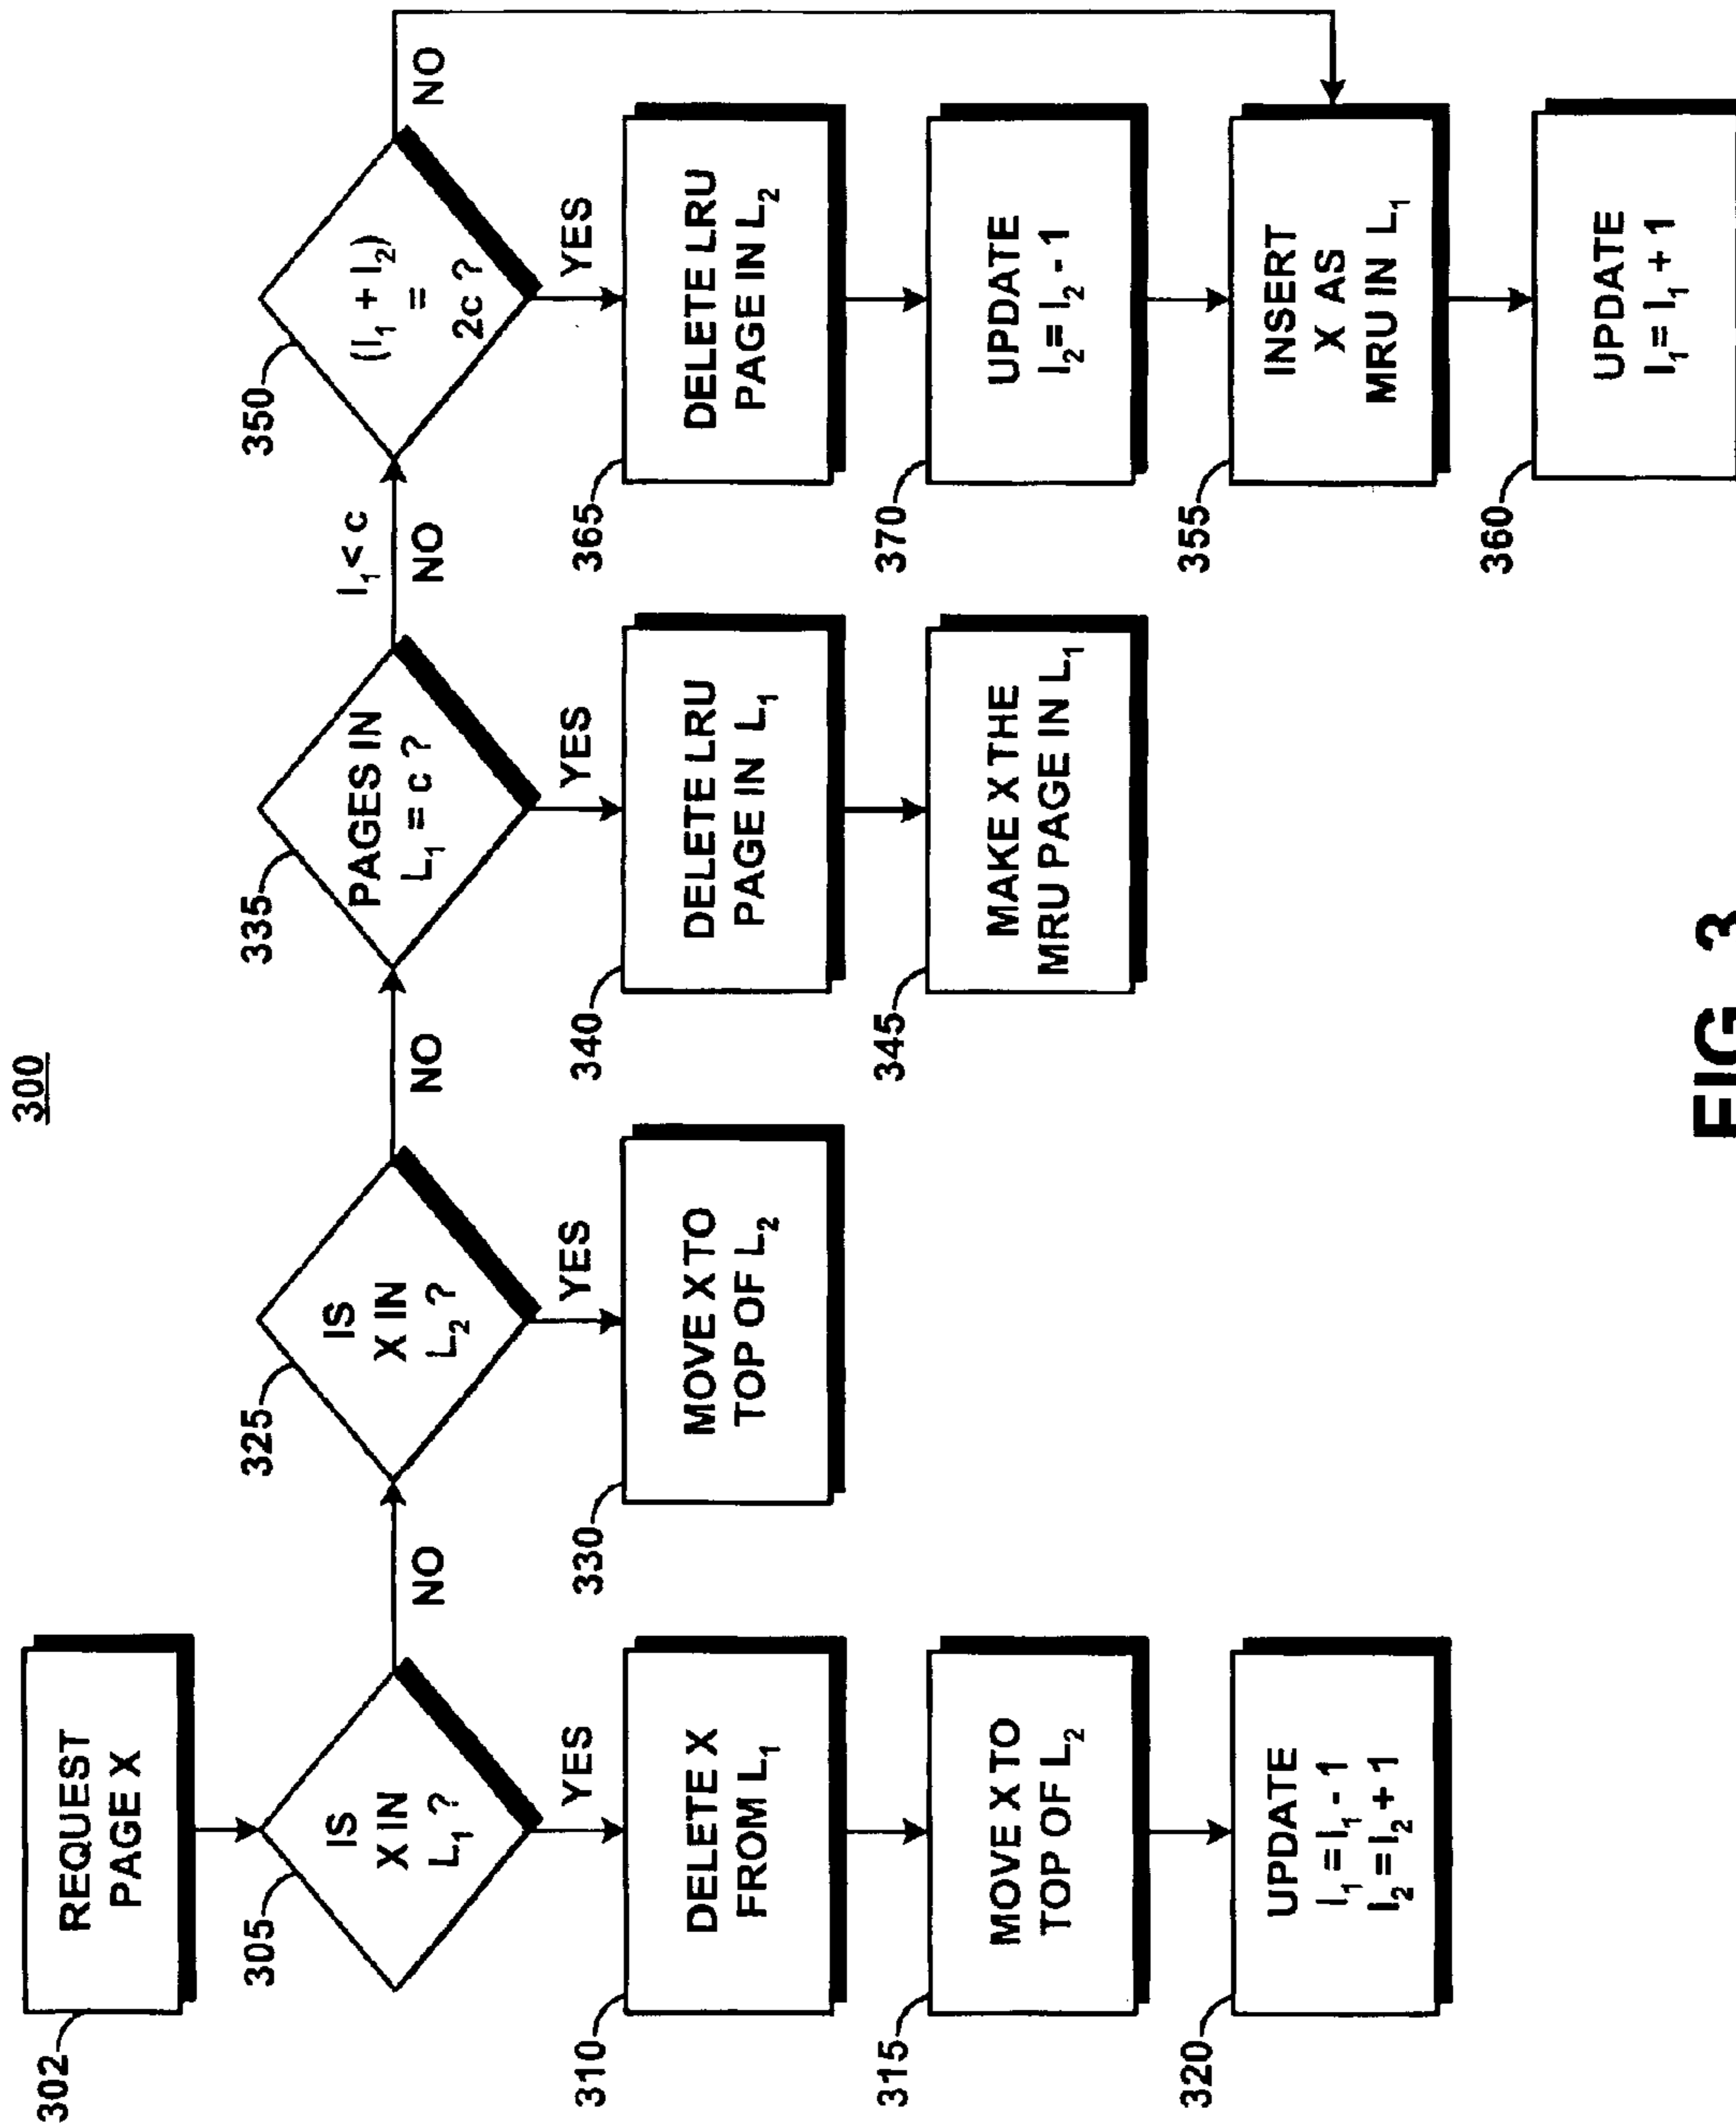 300
302
REQUEST
PAGE X
305
IS
X IN
L₁ ?
NO
YES
310
DELETE X
FROM L₁
315
MOVE X TO
TOP OF L₂
320
UPDATE
l₁ = l₁ - 1
l₂ = l₂ + 1
325
IS
X IN
L₂ ?
NO
YES
330
MOVE X TO
TOP OF L₂
335
PAGES IN
L₁ = c ?
l₁ < c
NO
YES
340
DELETE LRU
PAGE IN L₁
345
MAKE X THE
MRU PAGE IN L₁
350
(l₁ + l₂)
=
2c ?
NO
YES
365
DELETE LRU
PAGE IN L₂
370
UPDATE
l₂ = l₂ - 1
355
INSERT
X AS
MRU IN L₁
360
UPDATE
l₁ = l₁ + 1
FIG. 3